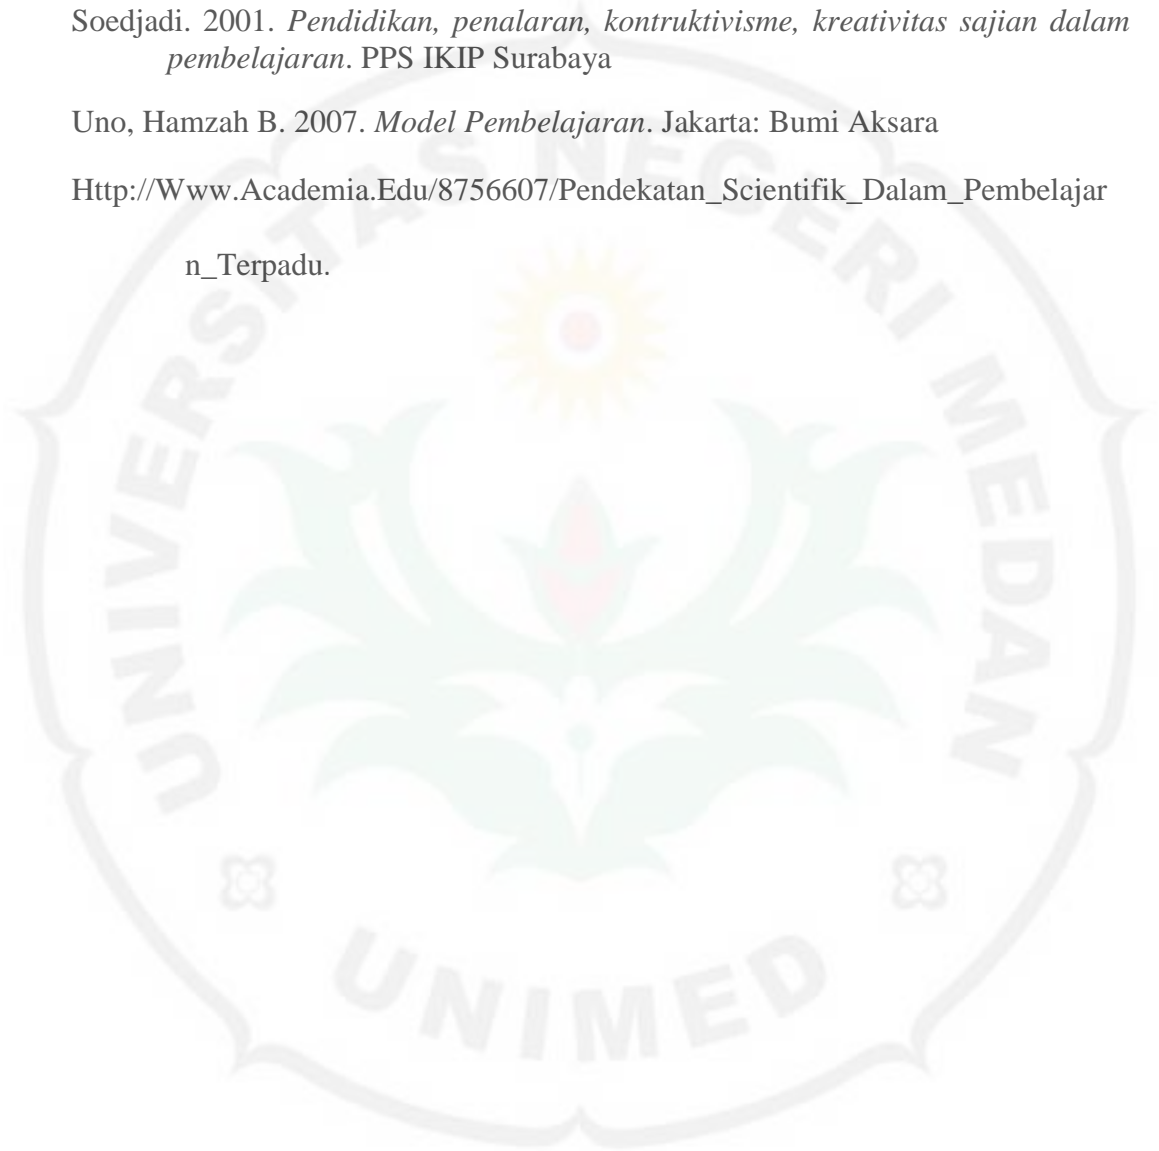 Soedjadi. 2001. Pendidikan, penalaran, kontruktivisme, kreativitas sajian dalam
pembelajaran. PPS IKIP Surabaya
Uno, Hamzah B. 2007. Model Pembelajaran. Jakarta: Bumi Aksara
Http://Www.Academia.Edu/8756607/Pendekatan_Scientifik_Dalam_Pembelajar
n_Terpadu.
UNIVERSITAS NEGERI MEDAN
UNIMED